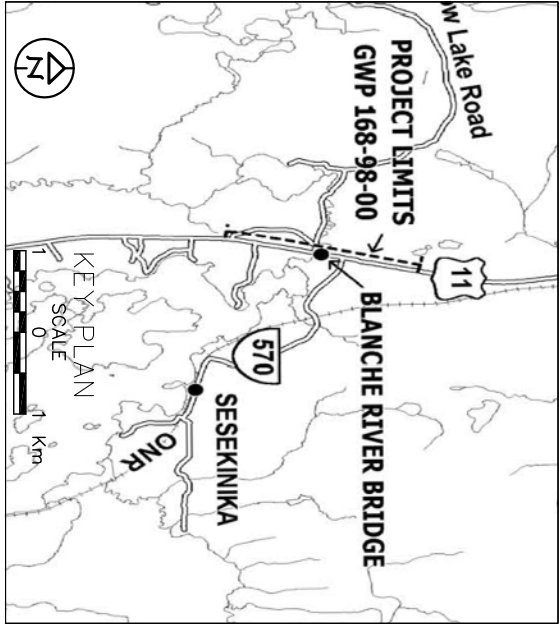 ow Lake Road
PROJECT LIMITS
GWP 168-98-00
11
BLANCHE RIVER BRIDGE
570
SESEKINIKA
ONR
N
KEY PLAN
SCALE
1 0 1 Km